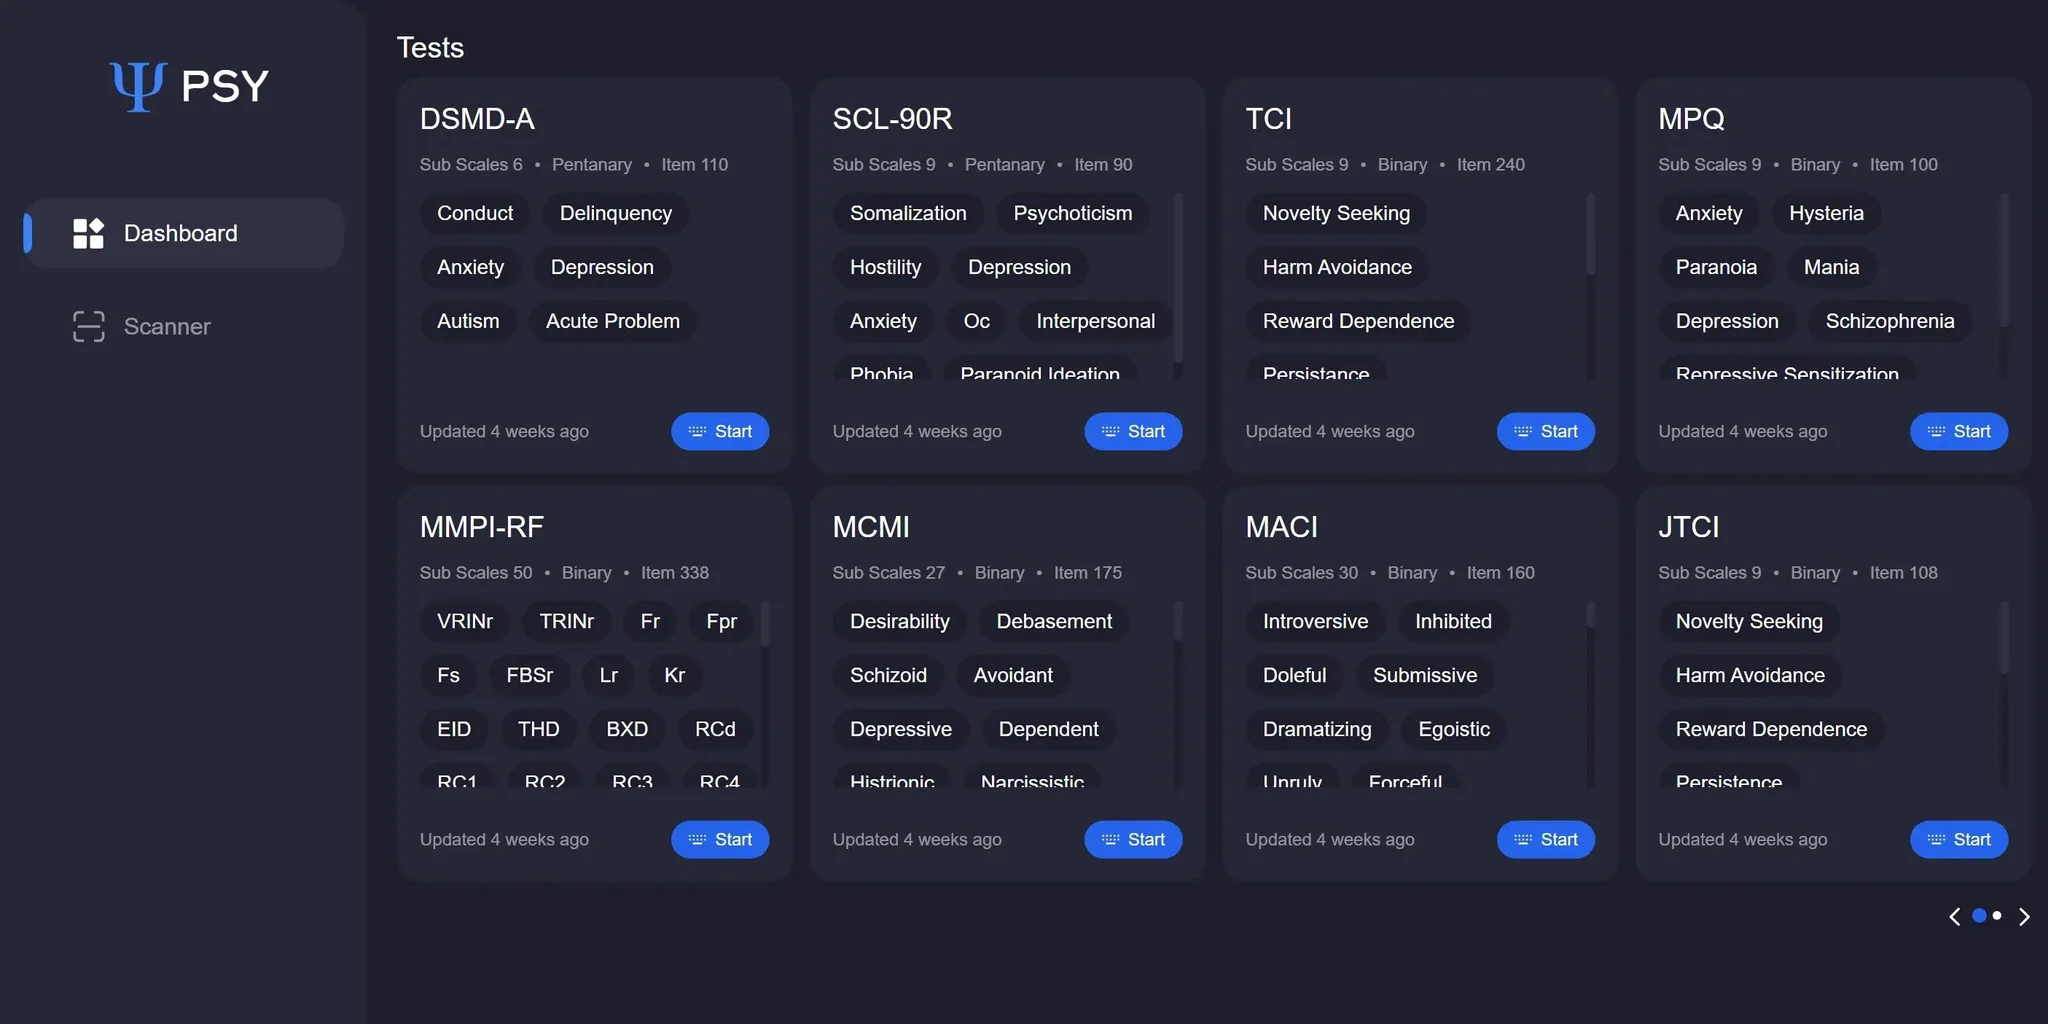 Ψ PSY
Dashboard
Scanner
Tests
DSMD-A
Sub Scales 6 • Pentanary • Item 110
Conduct Delinquency
Anxiety Depression
Autism Acute Problem
Updated 4 weeks ago Start
SCL-90R
Sub Scales 9 • Pentanary • Item 90
Somalization Psychoticism
Hostility Depression
Anxiety Oc Interpersonal
Phobia Paranoid Ideation
Updated 4 weeks ago Start
TCI
Sub Scales 9 • Binary • Item 240
Novelty Seeking
Harm Avoidance
Reward Dependence
Persistance
Updated 4 weeks ago Start
MPQ
Sub Scales 9 • Binary • Item 100
Anxiety Hysteria
Paranoia Mania
Depression Schizophrenia
Repressive Sensitization
Updated 4 weeks ago Start
MMPI-RF
Sub Scales 50 • Binary • Item 338
VRINr TRINr Fr Fpr
Fs FBSr Lr Kr
EID THD BXD RCd
RC1 RC2 RC3 RC4
Updated 4 weeks ago Start
MCMI
Sub Scales 27 • Binary • Item 175
Desirability Debasement
Schizoid Avoidant
Depressive Dependent
Histrionic Narcissistic
Updated 4 weeks ago Start
MACI
Sub Scales 30 • Binary • Item 160
Introversive Inhibited
Doleful Submissive
Dramatizing Egoistic
Unruly Forceful
Updated 4 weeks ago Start
JTCI
Sub Scales 9 • Binary • Item 108
Novelty Seeking
Harm Avoidance
Reward Dependence
Persistence
Updated 4 weeks ago Start